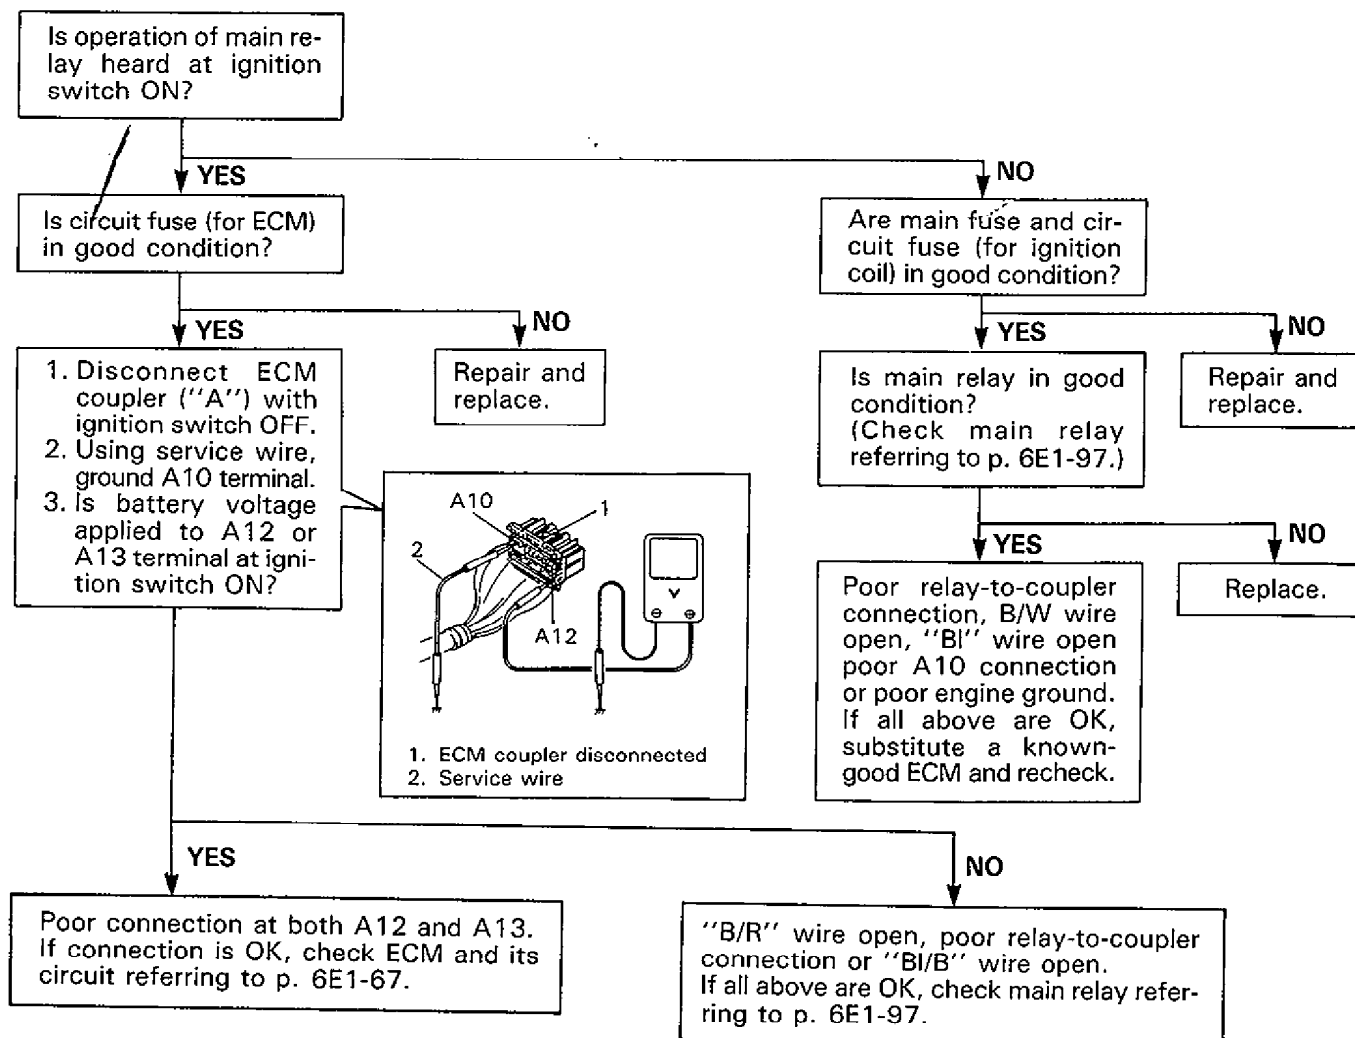 Is operation of main re-
lay heard at ignition
switch ON?
YES
NO
Is circuit fuse (for ECM)
in good condition?
Are main fuse and cir-
cuit fuse (for ignition
coil) in good condition?
YES
NO
YES
NO
1. Disconnect ECM
coupler ("A") with
ignition switch OFF.
2. Using service wire,
ground A10 terminal.
3. Is battery voltage
applied to A12 or
A13 terminal at igni-
tion switch ON?
Repair and
replace.
Is main relay in good
condition?
(Check main relay
referring to p. 6E1-97.)
Repair and
replace.
A10
1
2
A12
V
1. ECM coupler disconnected
2. Service wire
YES
NO
Poor relay-to-coupler
connection, B/W wire
open, "Bl" wire open
poor A10 connection
or poor engine ground.
If all above are OK,
substitute a known-
good ECM and recheck.
Replace.
YES
NO
Poor connection at both A12 and A13.
If connection is OK, check ECM and its
circuit referring to p. 6E1-67.
"B/R" wire open, poor relay-to-coupler
connection or "Bl/B" wire open.
If all above are OK, check main relay refer-
ring to p. 6E1-97.